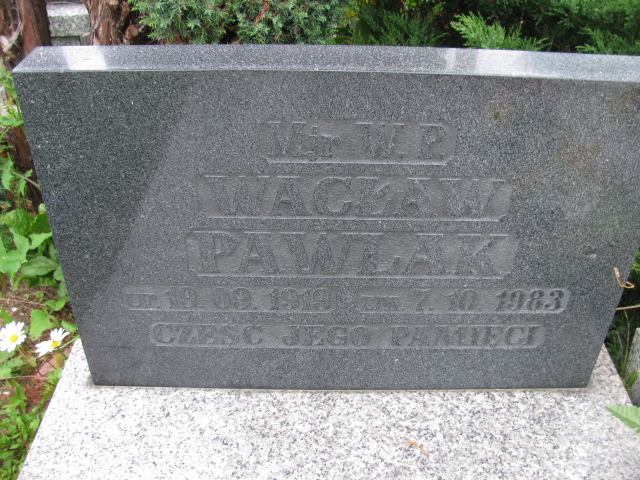 Mjr W.P.
WACŁAW
PAWLAK
ur. 19. 09. 1919 zm. 7. 10. 1983
CZEŚĆ JEGO PAMIĘCI